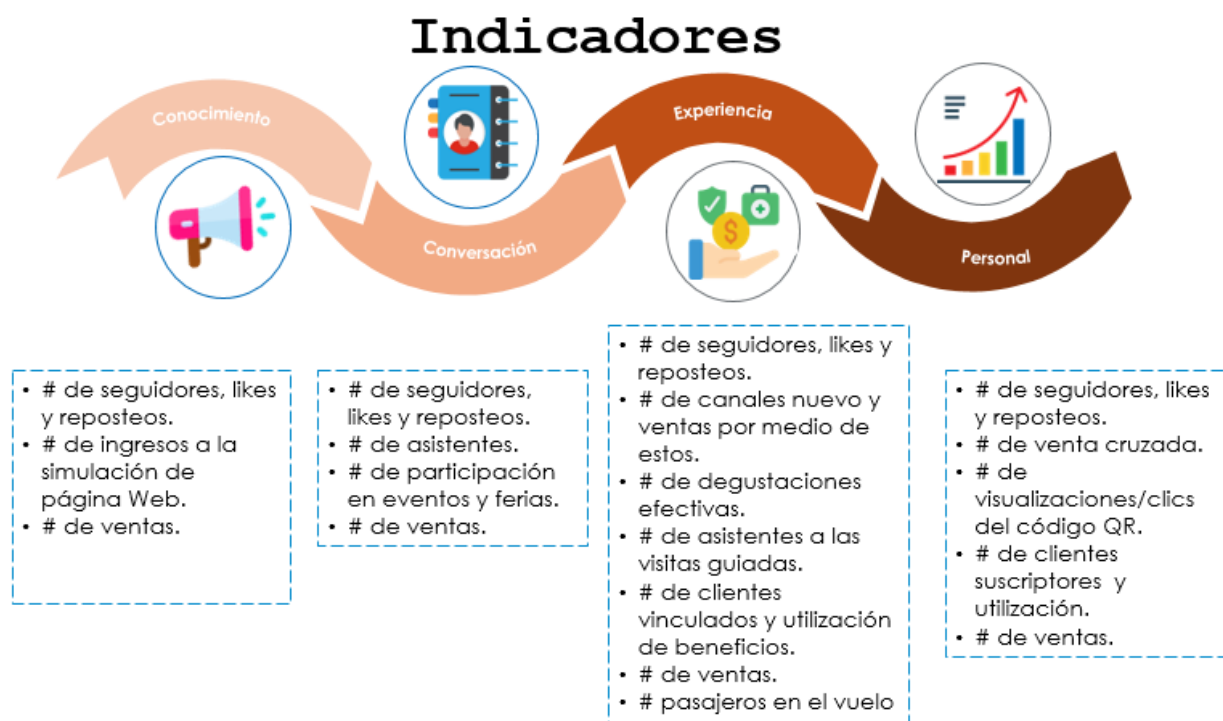 Indicadores
Conocimiento
Conversación
Experiencia
Personal
• # de seguidores, likes
y reposteos.
• # de ingresos a la
simulación de
página Web.
• # de ventas.
• # de seguidores,
likes y reposteos.
• # de asistentes.
• # de participación
en eventos y ferias.
• # de ventas.
• # de seguidores, likes y
reposteos.
• # de canales nuevo y
ventas por medio de
estos.
• # de degustaciones
efectivas.
• # de asistentes a las
visitas guiadas.
• # de clientes
vinculados y utilización
de beneficios.
• # de ventas.
• # pasajeros en el vuelo
• # de seguidores, likes
y reposteos.
• # de venta cruzada.
• # de
visualizaciones/clics
del código QR.
• # de clientes
suscriptores y
utilización.
• # de ventas.